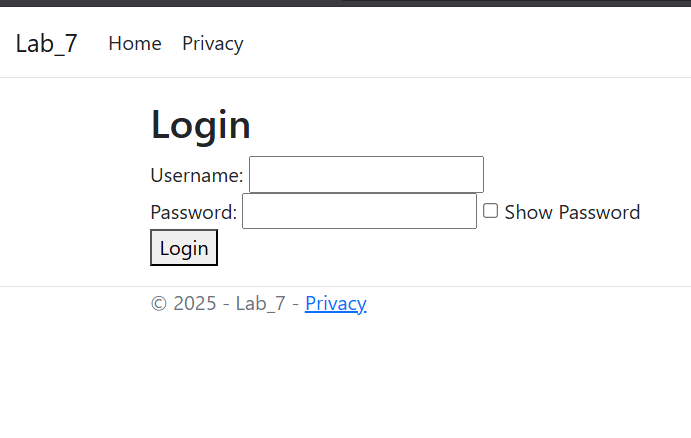 Lab_7 Home Privacy
Login
Username:
Password: Show Password
Login
© 2025 - Lab_7 - Privacy